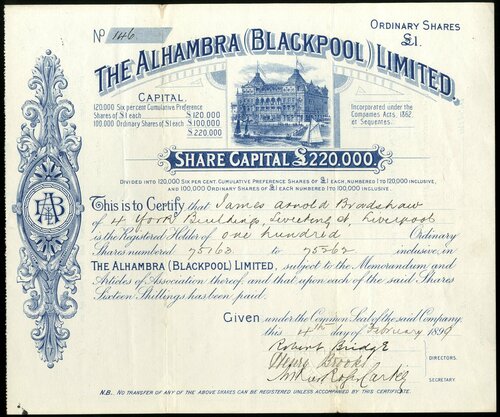 Nº 146
ORDINARY SHARES
£1.
THE ALHAMBRA (BLACKPOOL) LIMITED.
CAPITAL.
120,000 Six per cent Cumulative Preference
Shares of £1 each £120,000
100,000 Ordinary Shares of £1 each £100,000
£220,000
Incorporated under the
Companies Acts, 1862,
et Sequentes.
SHARE CAPITAL £220,000.
DIVIDED INTO 120,000 SIX PER CENT. CUMULATIVE PREFERENCE SHARES OF £1 EACH, NUMBERED 1 TO 120,000 INCLUSIVE,
AND 100,000 ORDINARY SHARES OF £1 EACH NUMBERED 1 TO 100,000 INCLUSIVE.
This is to Certify that James Arnold Bradshaw
of 4 York Buildings, Sweeting St, Liverpool
is the Registered Holder of one hundred Ordinary
Shares numbered 75163 to 75262 inclusive, in
THE ALHAMBRA (BLACKPOOL) LIMITED, subject to the Memorandum and
Articles of Association thereof, and that upon each of the said Shares
Sixteen Shillings has been paid.
Given under the Common Seal of the said Company
this 4th day of February 1899
Robert Bridge
Brooks
DIRECTORS.
SECRETARY.
N.B. NO TRANSFER OF ANY OF THE ABOVE SHARES CAN BE REGISTERED UNLESS ACCOMPANIED BY THIS CERTIFICATE.